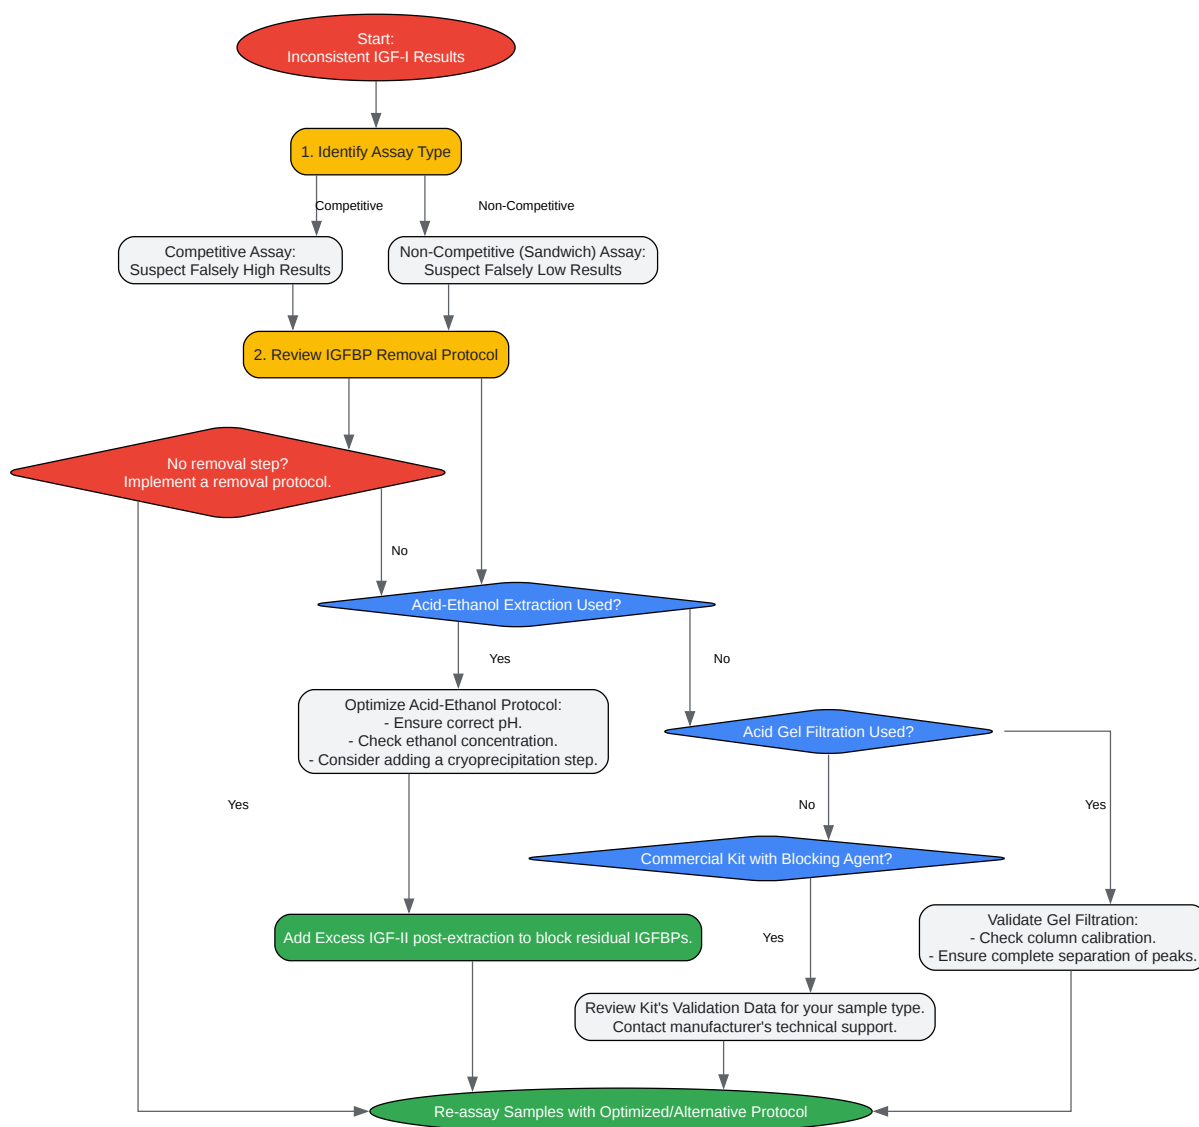 Start:
Inconsistent IGF-I Results
1. Identify Assay Type
Competitive
Non-Competitive
Competitive Assay:
Suspect Falsely High Results
Non-Competitive (Sandwich) Assay:
Suspect Falsely Low Results
2. Review IGFBP Removal Protocol
No removal step?
Implement a removal protocol.
No
Acid-Ethanol Extraction Used?
Yes
No
Optimize Acid-Ethanol Protocol:
- Ensure correct pH.
- Check ethanol concentration.
- Consider adding a cryoprecipitation step.
Acid Gel Filtration Used?
Yes
No
Yes
Commercial Kit with Blocking Agent?
Add Excess IGF-II post-extraction to block residual IGFBPs.
Yes
Validate Gel Filtration:
- Check column calibration.
- Ensure complete separation of peaks.
Review Kit's Validation Data for your sample type.
Contact manufacturer's technical support.
Re-assay Samples with Optimized/Alternative Protocol